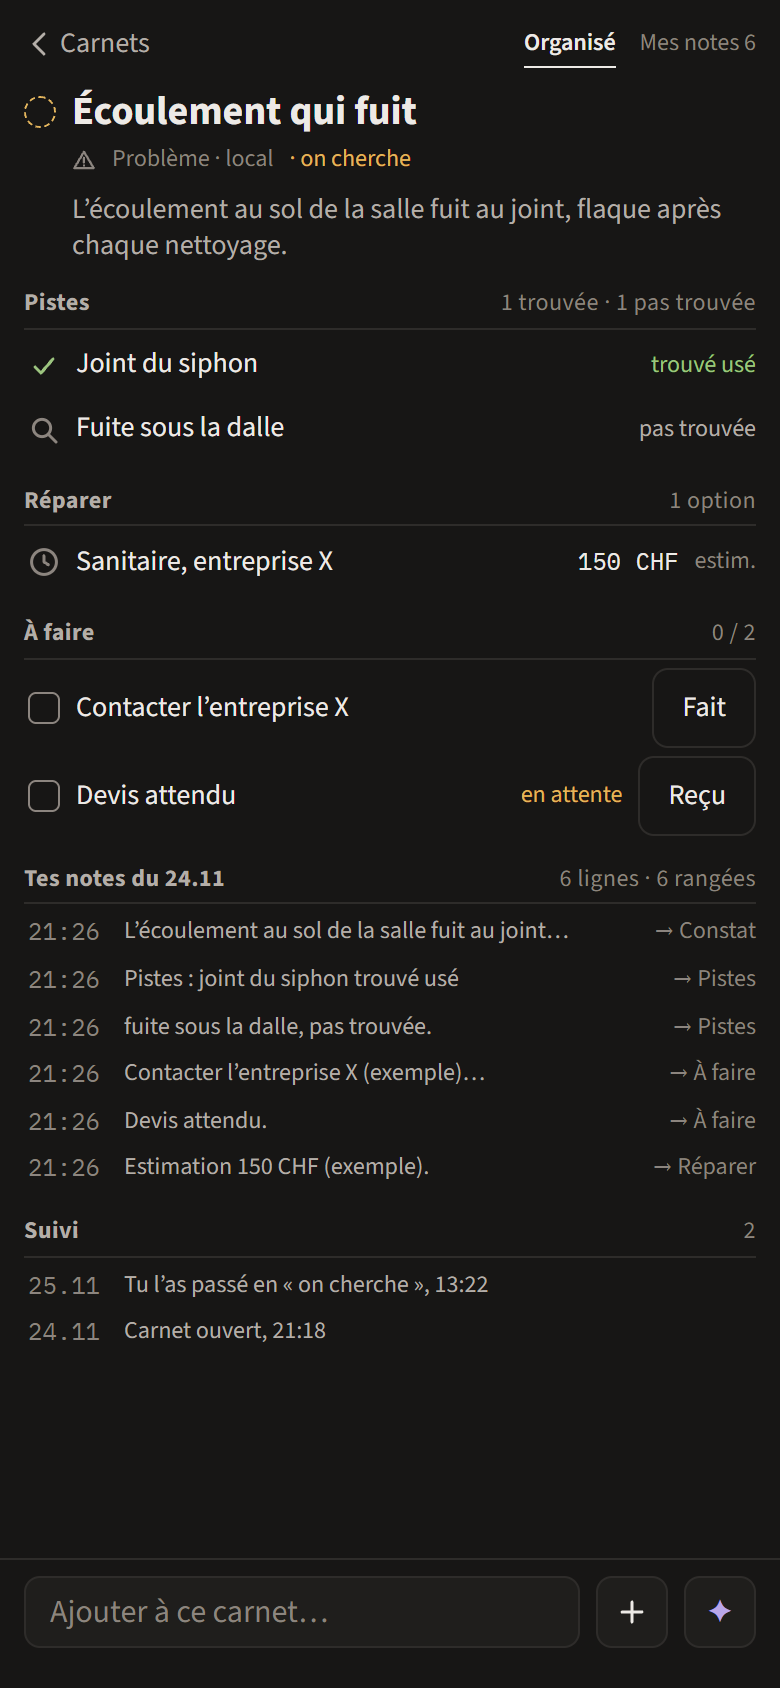 Carnets
Organisé Mes notes 6
Écoulement qui fuit
Problème · local · on cherche
L’écoulement au sol de la salle fuit au joint, flaque après
chaque nettoyage.
Pistes 1 trouvée · 1 pas trouvée
Joint du siphon trouvé usé
Fuite sous la dalle pas trouvée
Réparer 1 option
Sanitaire, entreprise X 150 CHF estim.
À faire 0 / 2
Contacter l’entreprise X Fait
Devis attendu en attente Reçu
Tes notes du 24.11 6 lignes · 6 rangées
21:26 L’écoulement au sol de la salle fuit au joint… → Constat
21:26 Pistes : joint du siphon trouvé usé → Pistes
21:26 fuite sous la dalle, pas trouvée. → Pistes
21:26 Contacter l’entreprise X (exemple)… → À faire
21:26 Devis attendu. → À faire
21:26 Estimation 150 CHF (exemple). → Réparer
Suivi 2
25.11 Tu l’as passé en « on cherche », 13:22
24.11 Carnet ouvert, 21:18
Ajouter à ce carnet…